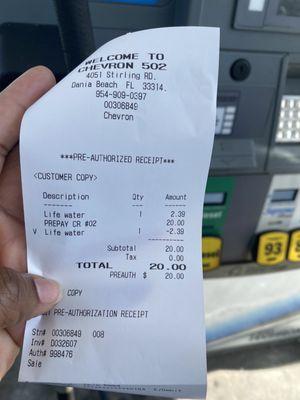 WELCOME TO
CHEVRON 502
4051 Stirling RD.
Dania Beach FL 33314.
954-909-0397
00306849
Chevron
***PRE-AUTHORIZED RECEIPT***
<CUSTOMER COPY>
Description Qty Amount
Life water 1 2.39
PREPAY CR #02 20.00
V Life water 1 -2.39
Subtotal 20.00
Tax 0.00
TOTAL 20.00
PREAUTH $ 20.00
COPY
PRE-AUTHORIZATION RECEIPT
Str# 00306849 008
Inv# D032607
Auth# 998476
Sale
diesel
93